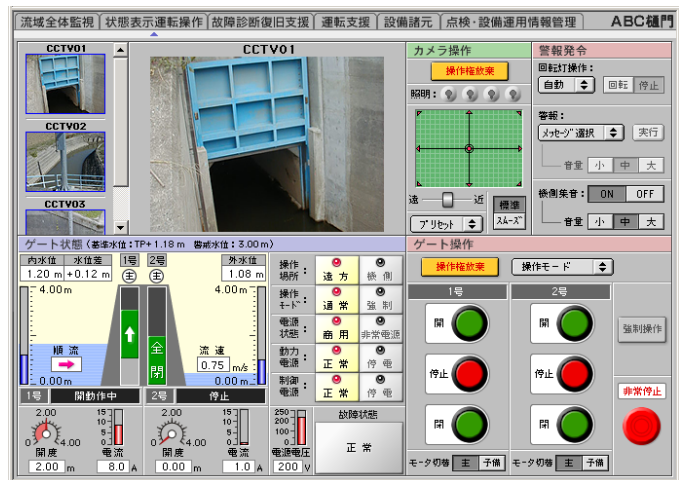 流域全体監視 状態表示運転操作 故障診断復旧支援 運転支援 設備諸元 点検・設備運用情報管理 ABC樋門
CCTV01
CCTV02
CCTV03
CCTV01
カメラ操作
操作権放棄
照明：
遠 近 標準
プリセット スムーズ
警報発令
回転灯操作：
自動 回転 停止
警報：
メッセージ選択 実行
音量 小 中 大
機側集音： ON OFF
音量 小 中 大
ゲート状態（基準水位：TP+1.18m 警戒水位：3.00m）
内水位 水位差 1号 2号 外水位
1.20 m +0.12 m 主 主 1.08 m
4.00m 4.00m
順流 全閉 流速
0.75 m/s
0.00m 0.00m
1号 開動作中 2号 停止
2.00 15 2.00 15 250
10 10 200
5 5 100
0 4.00 0 0 4.00 0 0
開度 電流 開度 電流 電源電圧
2.00 m 8.0 A 0.00 m 1.0 A 200 V
操作場所： 遠方 機側
操作モード： 通常 強制
電源状態： 商用 非常電源
動力電源： 正常 停電
制御電源： 正常 停電
故障状態
正常
ゲート操作
操作権放棄 操作モード
1号 2号
開 開
停止 停止
閉 閉
モータ切替 主 予備 モータ切替 主 予備
強制操作
非常停止